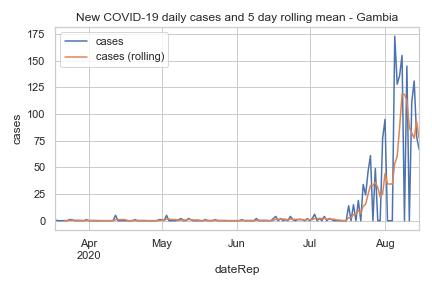 New COVID-19 daily cases and 5 day rolling mean - Gambia
cases
cases (rolling)
175
150
125
100
75
50
25
0
cases
Apr
2020
May
Jun
Jul
Aug
dateRep